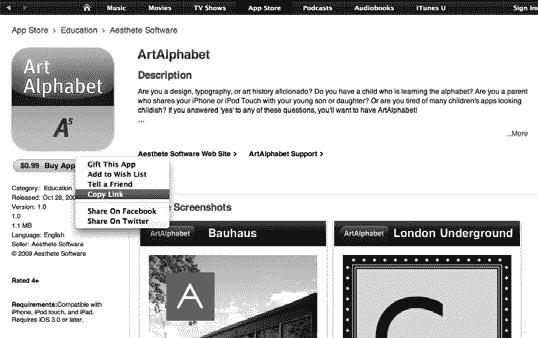 Music Movies TV Shows App Store Podcasts Audiobooks iTunes U Sign In
App Store > Education > Aesthete Software
Art
Alphabet
As
ArtAlphabet
Description
Are you a design, typography, or art history aficionado? Do you have a child who is learning the alphabet? Are you a parent
who shares your iPhone or iPod Touch with your young son or daughter? Or are you tired of many children's apps looking
childish? If you answered 'yes' to any of these questions, you'll want to have ArtAlphabet!
...
...More
Aesthete Software Web Site > ArtAlphabet Support >
$0.99 Buy App
Gift This App
Add to Wish List
Tell a Friend
Copy Link
Share On Facebook
Share On Twitter
Category: Education
Released: Oct 28, 200
Version: 1.0
1.0
1.1 MB
Language: English
Seller: Aesthete Software
© 2009 Aesthete Software
Rated 4+
Requirements: Compatible with
iPhone, iPod touch, and iPad.
Requires iOS 3.0 or later.
Screenshots
ArtAlphabet Bauhaus
A
ArtAlphabet London Underground
C